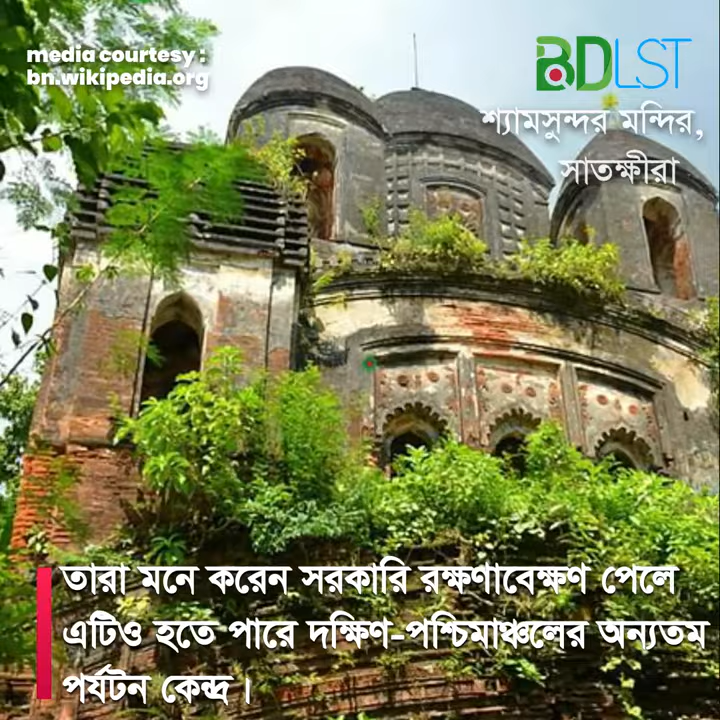 media courtesy :
bn.wikipedia.org
BDLST
শ্যামসুন্দর মন্দির,
সাতক্ষীরা
তারা মনে করেন সরকারি রক্ষণাবেক্ষণ পেলে
এটিও হতে পারে দক্ষিণ-পশ্চিমাঞ্চলের অন্যতম
পর্যটন কেন্দ্র।